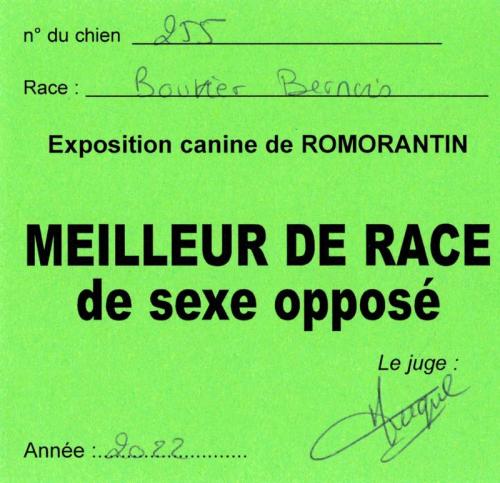 n° du chien 255
Race : Bouvier Bernois
Exposition canine de ROMORANTIN
MEILLEUR DE RACE
de sexe opposé
Le juge :
Année :..2022